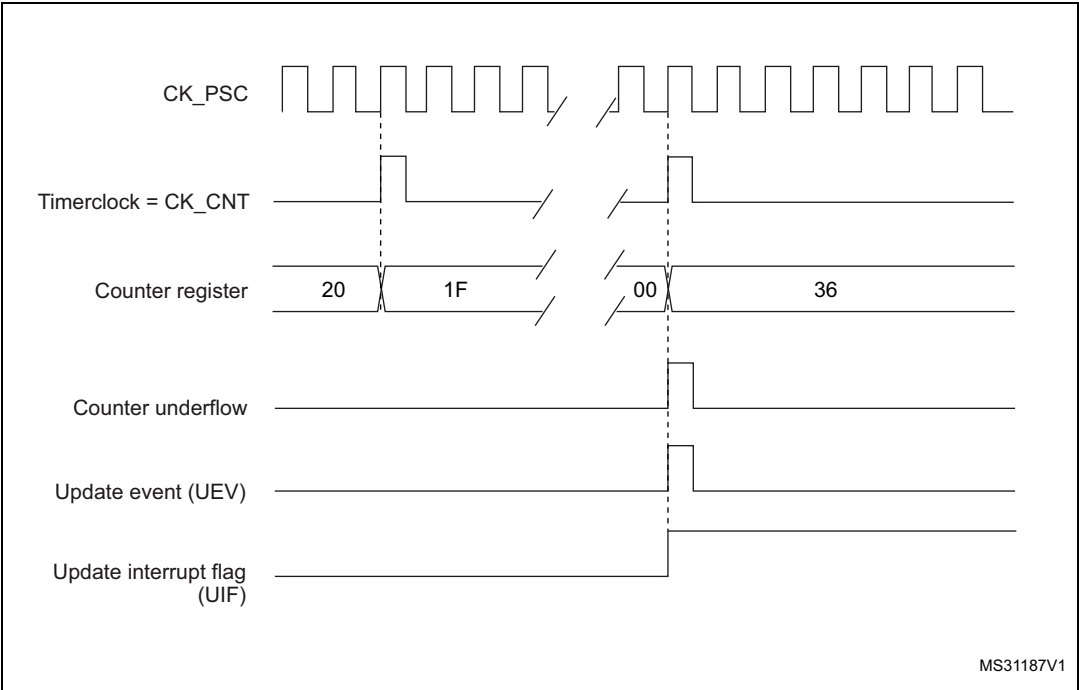 CK_PSC
Timerclock = CK_CNT
Counter register
20
1F
00
36
Counter underflow
Update event (UEV)
Update interrupt flag
(UIF)
MS31187V1